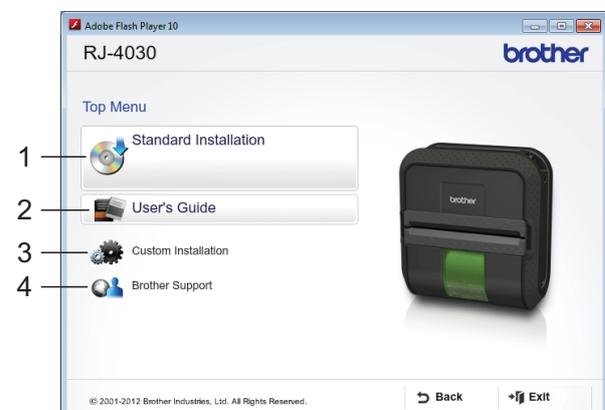 Adobe Flash Player 10
RJ-4030
brother
Top Menu
1
Standard Installation
2
User's Guide
3
Custom Installation
4
Brother Support
brother
© 2001-2012 Brother Industries, Ltd. All Rights Reserved.
Back
Exit